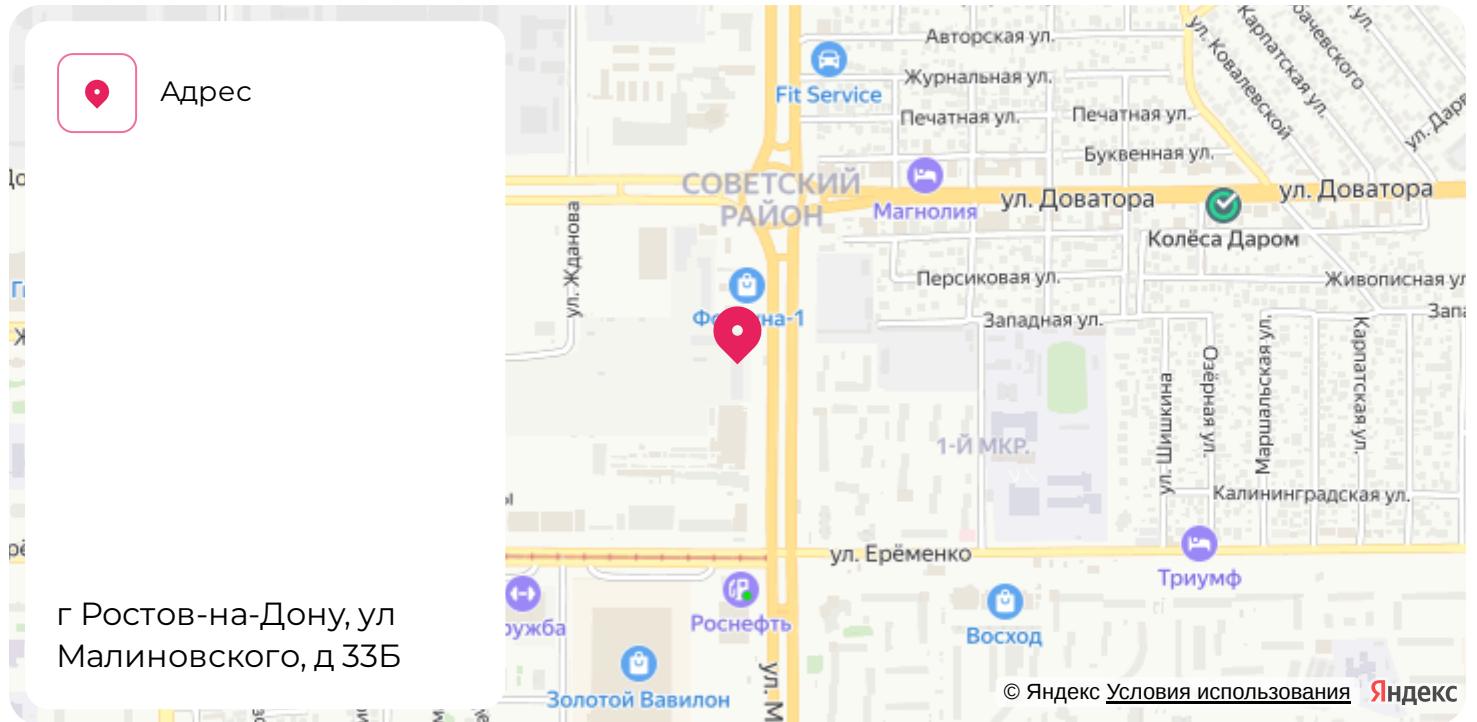 Адрес
г Ростов-на-Дону, ул
Малиновского, д 33Б
Авторская ул.
Fit Service
Журнальная ул.
Печатная ул.
Печатная ул.
Буквенная ул.
ул. Ковалевской
Карпатская ул.
СОВЕТСКИЙ
РАЙОН
Магнолия
ул. Доватора
ул. Доватора
Колёса Даром
ул. Жданова
Персиковая ул.
Живописная ул
Западная ул.
Озёрная ул.
Маршальская ул.
Карпатская ул.
ул. Шишкина
1-Й МКР.
Калининградская ул.
ул. Ерёменко
Триумф
Роснефть
Восход
Золотой Вавилон
ул. М
© Яндекс Условия использования Яндекс